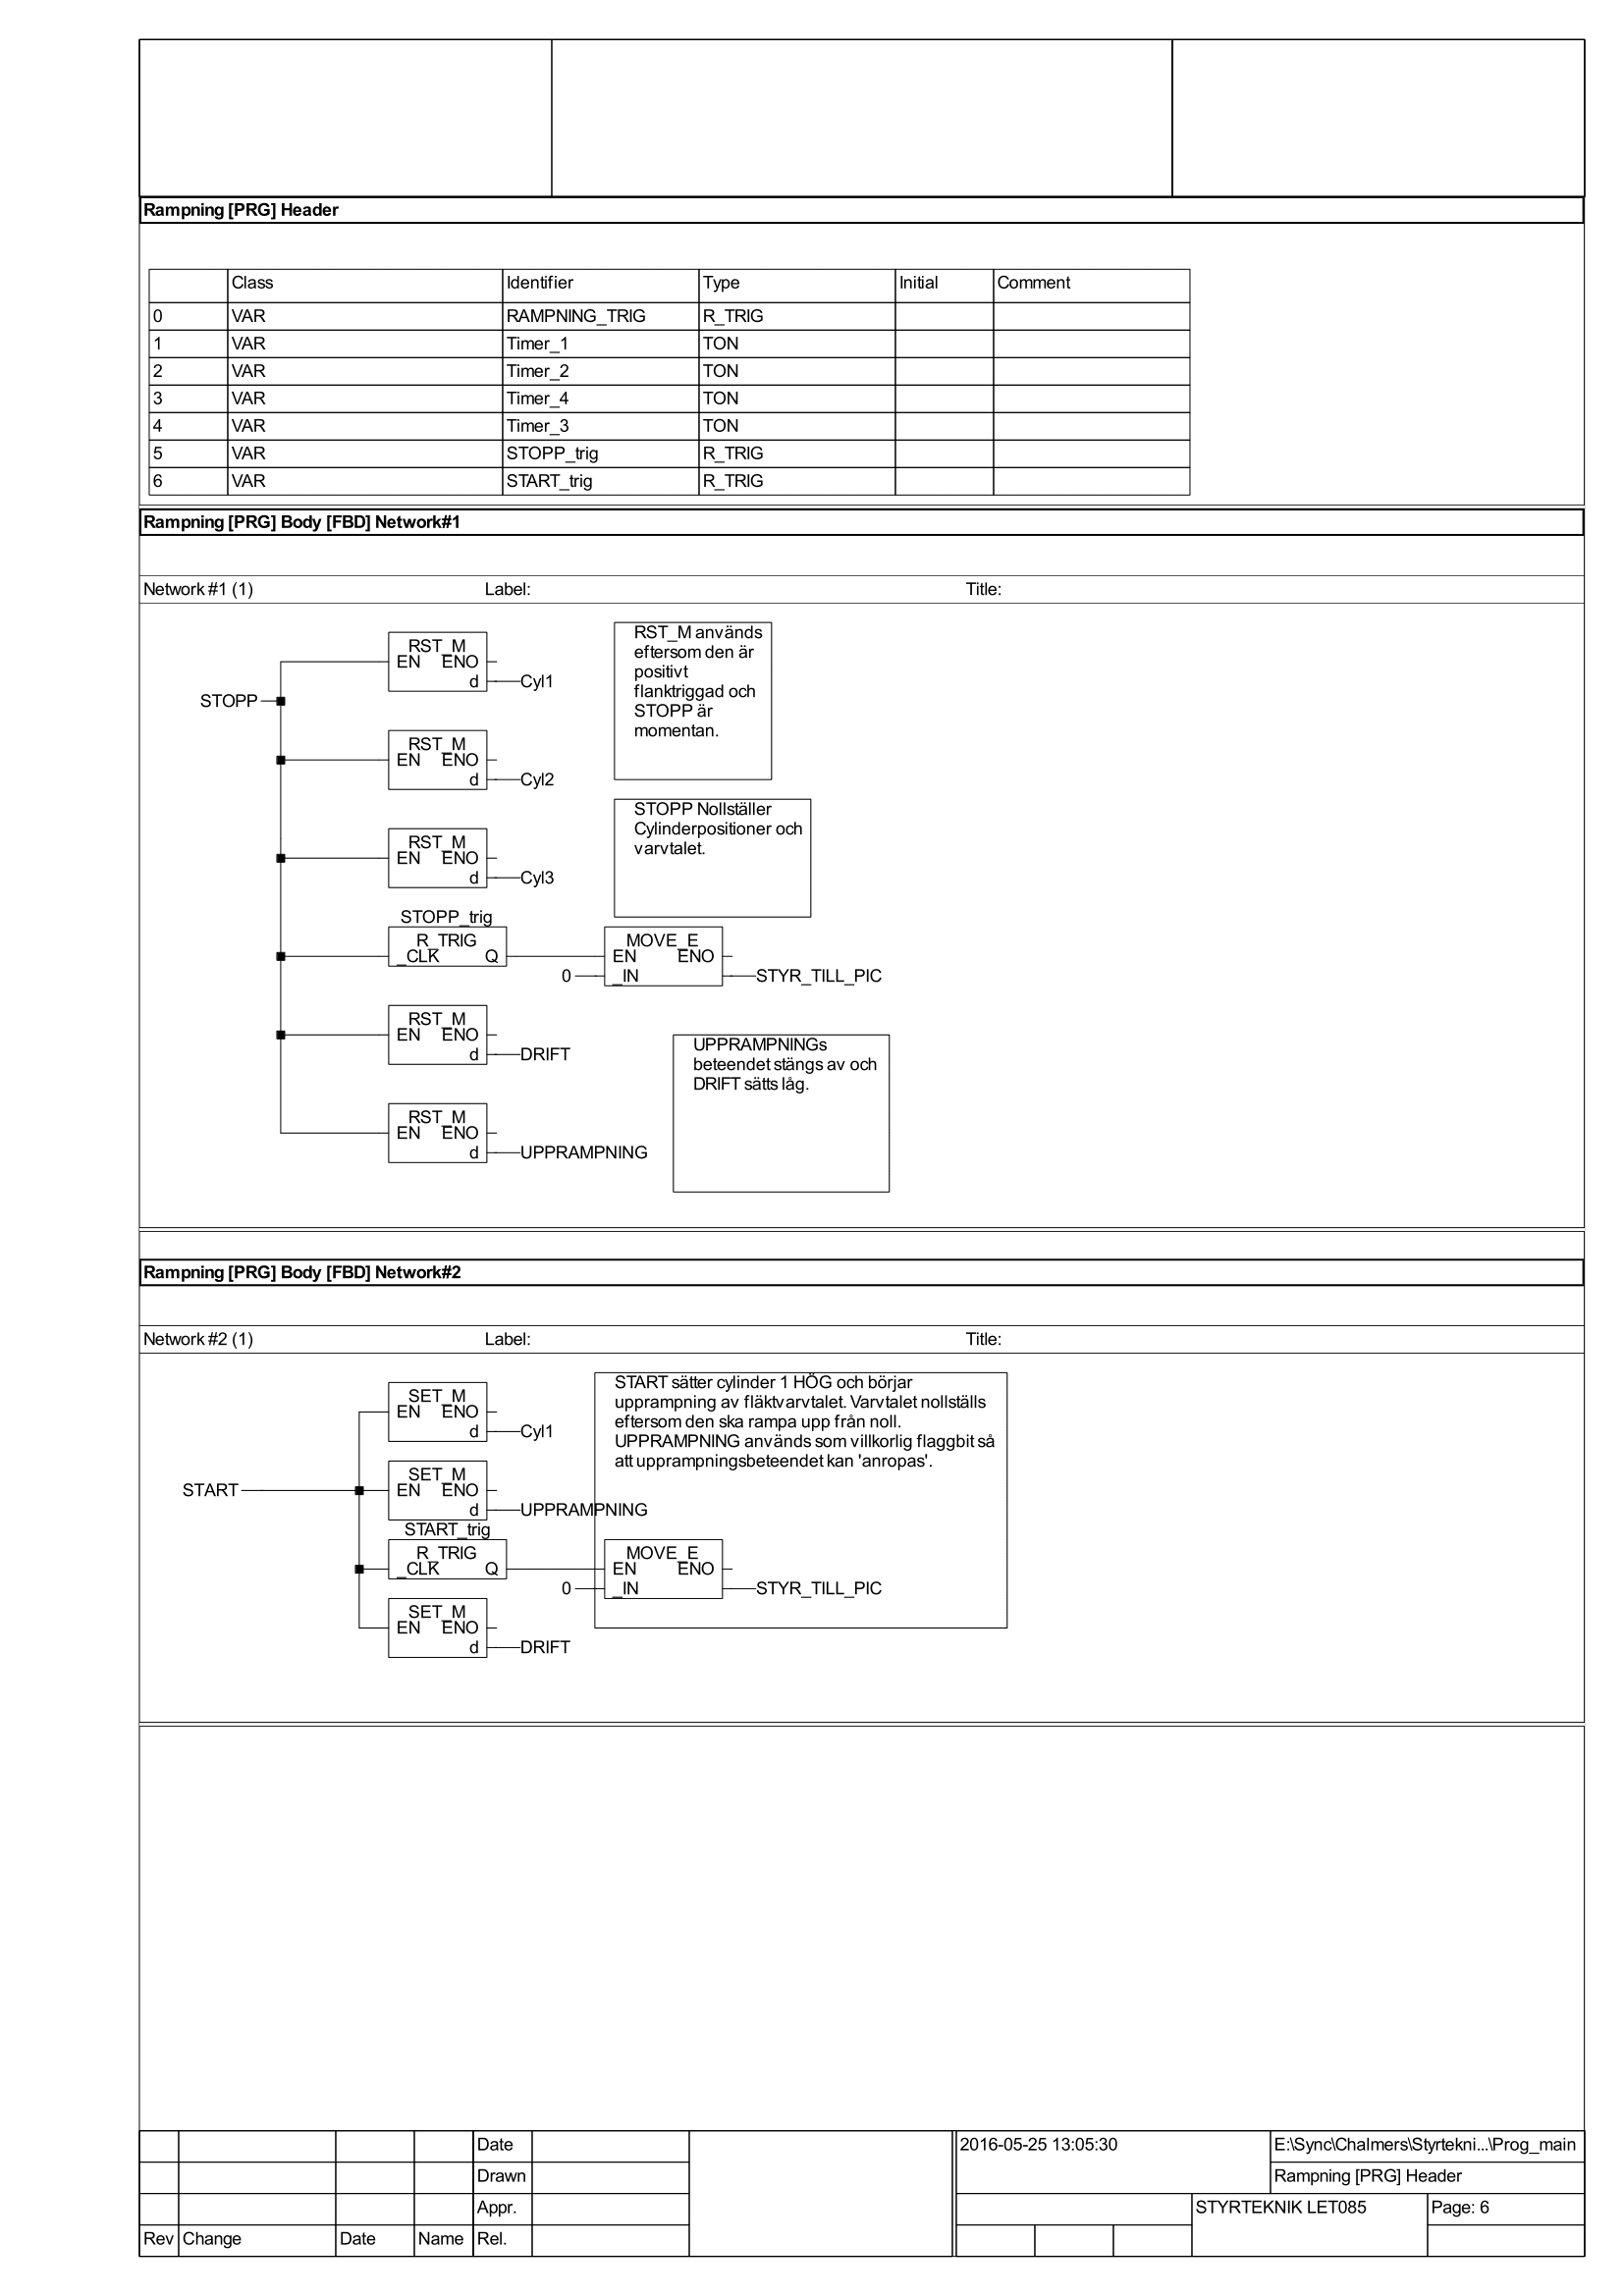 Rampning [PRG] Header
Class Identifier Type Initial Comment
0 VAR RAMPNING_TRIG R_TRIG
1 VAR Timer_1 TON
2 VAR Timer_2 TON
3 VAR Timer_4 TON
4 VAR Timer_3 TON
5 VAR STOPP_trig R_TRIG
6 VAR START_trig R_TRIG
Rampning [PRG] Body [FBD] Network#1
Network #1 (1) Label: Title:
RST_M
EN ENO
d Cyl1
STOPP
RST_M används
eftersom den är
positivt
flanktriggad och
STOPP är
momentan.
RST_M
EN ENO
d Cyl2
STOPP Nollställer
Cylinderpositioner och
varvtalet.
RST_M
EN ENO
d Cyl3
STOPP_trig
R_TRIG
_CLK Q
MOVE_E
EN ENO
0 _IN STYR_TILL_PIC
RST_M
EN ENO
d DRIFT
UPPRAMPNINGs
beteendet stängs av och
DRIFT sätts låg.
RST_M
EN ENO
d UPPRAMPNING
Rampning [PRG] Body [FBD] Network#2
Network #2 (1) Label: Title:
SET_M
EN ENO
d Cyl1
START sätter cylinder 1 HÖG och börjar
upprampning av fläktvarvtalet. Varvtalet nollställs
eftersom den ska rampa upp från noll.
UPPRAMPNING används som villkorlig flaggbit så
att upprampningsbeteendet kan 'anropas'.
START
SET_M
EN ENO
d UPPRAMPNING
START_trig
R_TRIG
_CLK Q
MOVE_E
EN ENO
0 _IN STYR_TILL_PIC
SET_M
EN ENO
d DRIFT
Date 2016-05-25 13:05:30 E:\Sync\Chalmers\Styrtekni...\Prog_main
Drawn Rampning [PRG] Header
Appr. STYRTEKNIK LET085 Page: 6
Rev Change Date Name Rel.